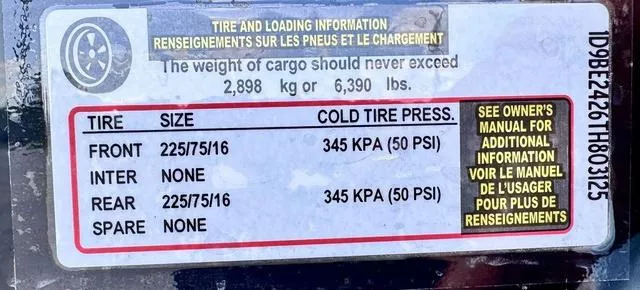 TIRE AND LOADING INFORMATION
RENSEIGNEMENTS SUR LES PNEUS ET LE CHARGEMENT
The weight of cargo should never exceed
2,898 kg or 6,390 lbs.
TIRE SIZE COLD TIRE PRESS.
FRONT 225/75/16 345 KPA (50 PSI)
INTER NONE
REAR 225/75/16 345 KPA (50 PSI)
SPARE NONE
SEE OWNER'S
MANUAL FOR
ADDITIONAL
INFORMATION
VOIR LE MANUEL
DE L'USAGER
POUR PLUS DE
RENSEIGNEMENTS
1D9BE2426TH803125